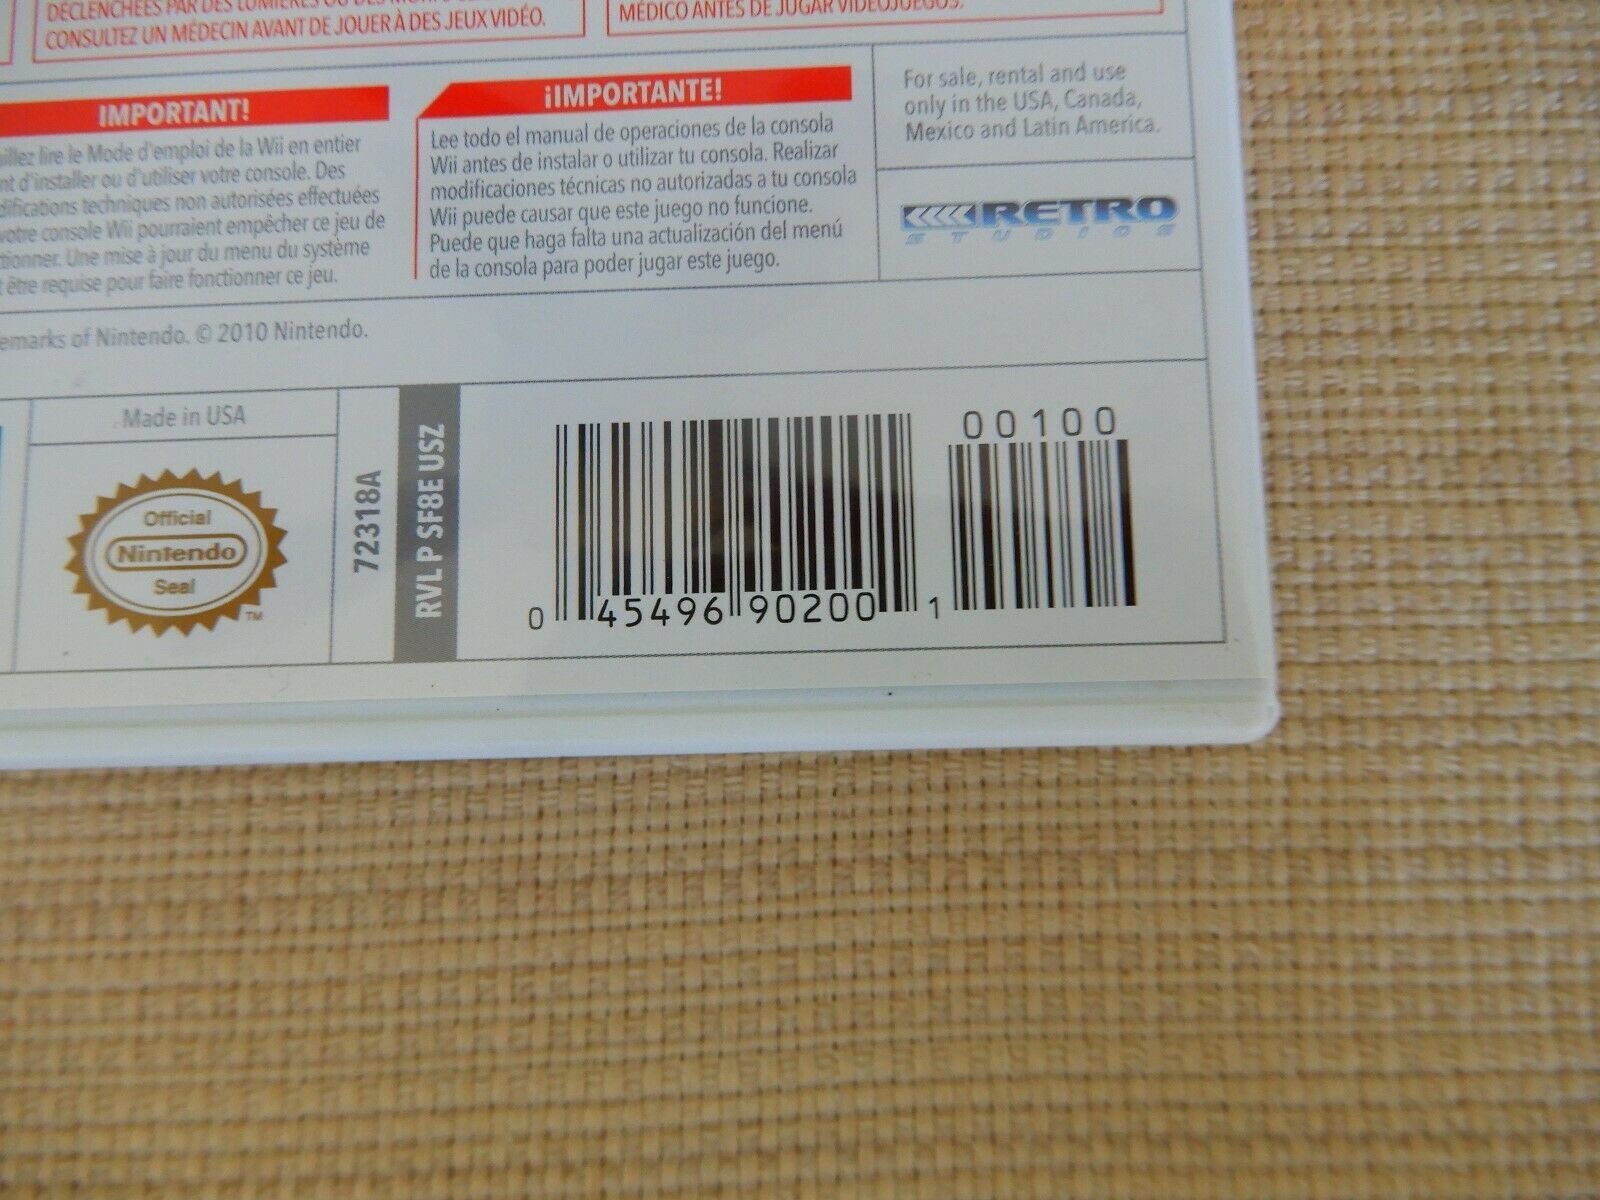 DÉCLENCHÉES PAR DES LUMIÈRES OU DES
CONSULTEZ UN MÉDECIN AVANT DE JOUER À DES JEUX VIDÉO.
MÉDICO ANTES DE JUGAR VIDEOJUEGOS.
IMPORTANT!
lire le Mode d'emploi de la Wii en entier
d'installer ou d'utiliser votre console. Des
techniques non autorisées effectuées
votre console Wii pourraient empêcher ce jeu de
Une mise à jour du menu du système
être requise pour faire fonctionner ce jeu.
¡IMPORTANTE!
Lee todo el manual de operaciones de la consola
Wii antes de instalar o utilizar tu consola. Realizar
modificaciones técnicas no autorizadas a tu consola
Wii puede causar que este juego no funcione.
Puede que haga falta una actualización del menú
de la consola para poder jugar este juego.
For sale, rental and use
only in the USA, Canada,
Mexico and Latin America.
RETRO
STUDIOS
of Nintendo. © 2010 Nintendo.
Made in USA
Official
Nintendo
Seal
TM
72318A
RVL P SF8E USZ
00100
0 45496 90200 1